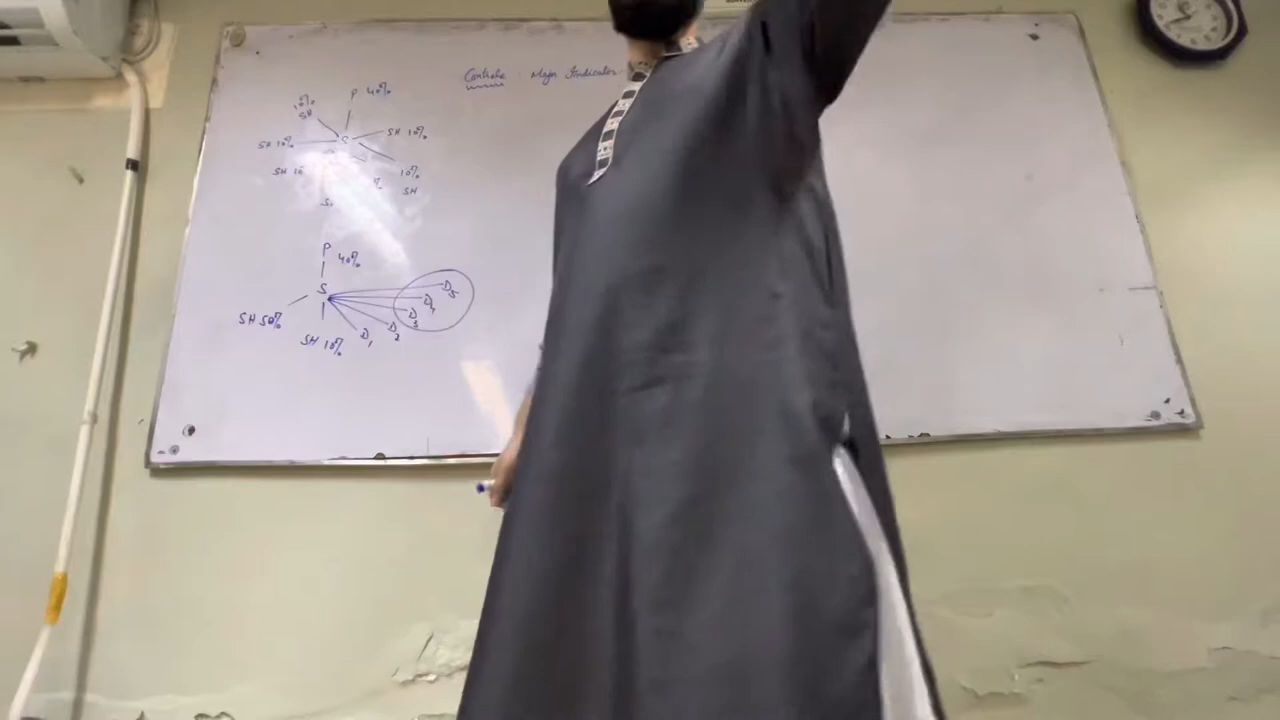 Controls : Major Indicator
P 40%
10%
SH
SH 10%
SH 10%
S
SH 10
10%
SH
%
S
P
40%
S
D5
D4
D3
SH 50%
SH 10%
D1
D2